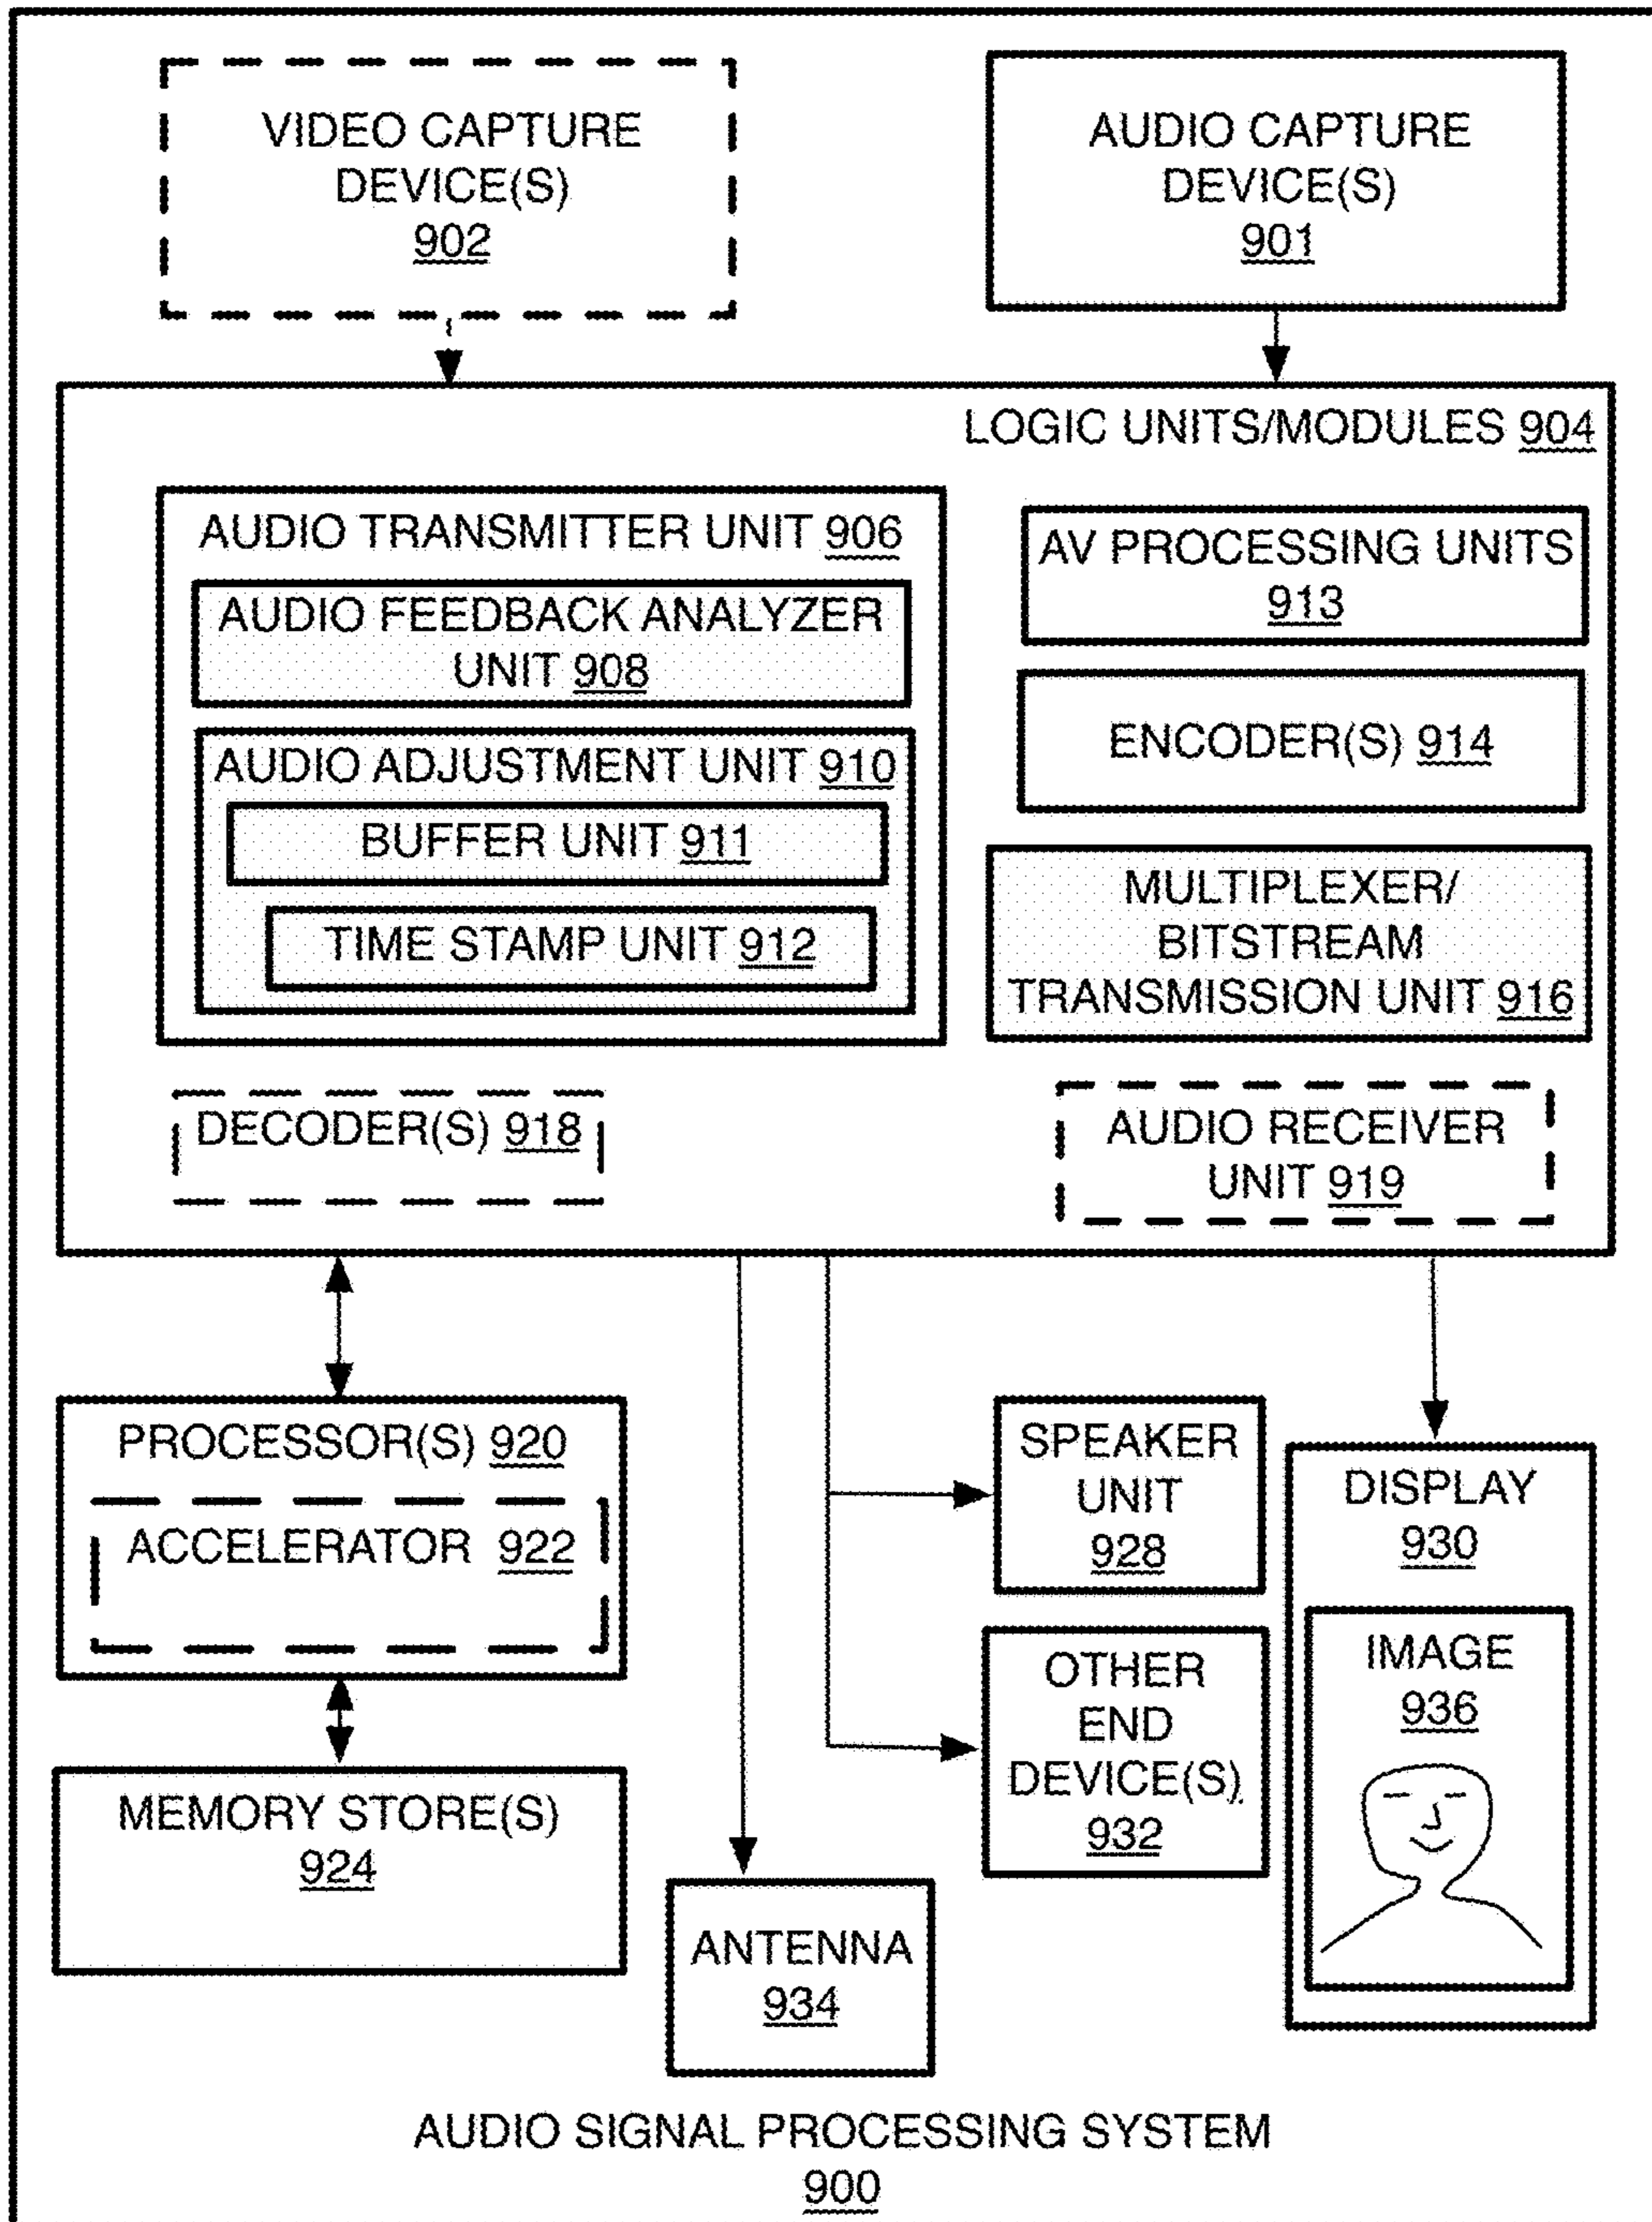 VIDEO CAPTURE
DEVICE(S)
902
AUDIO CAPTURE
DEVICE(S)
901
LOGIC UNITS/MODULES 904
AUDIO TRANSMITTER UNIT 906
AUDIO FEEDBACK ANALYZER
UNIT 908
AUDIO ADJUSTMENT UNIT 910
BUFFER UNIT 911
TIME STAMP UNIT 912
AV PROCESSING UNITS
913
ENCODER(S) 914
MULTIPLEXER/
BITSTREAM
TRANSMISSION UNIT 916
DECODER(S) 918
AUDIO RECEIVER
UNIT 919
PROCESSOR(S) 920
ACCELERATOR 922
MEMORY STORE(S)
924
ANTENNA
934
SPEAKER
UNIT
928
OTHER
END
DEVICE(S)
932
DISPLAY
930
IMAGE
936
AUDIO SIGNAL PROCESSING SYSTEM
900